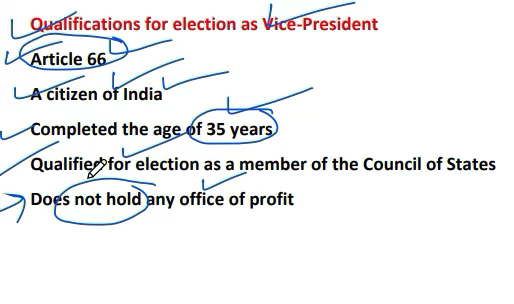 Qualifications for election as Vice-President
Article 66
A citizen of India
Completed the age of 35 years
Qualified for election as a member of the Council of States
Does not hold any office of profit